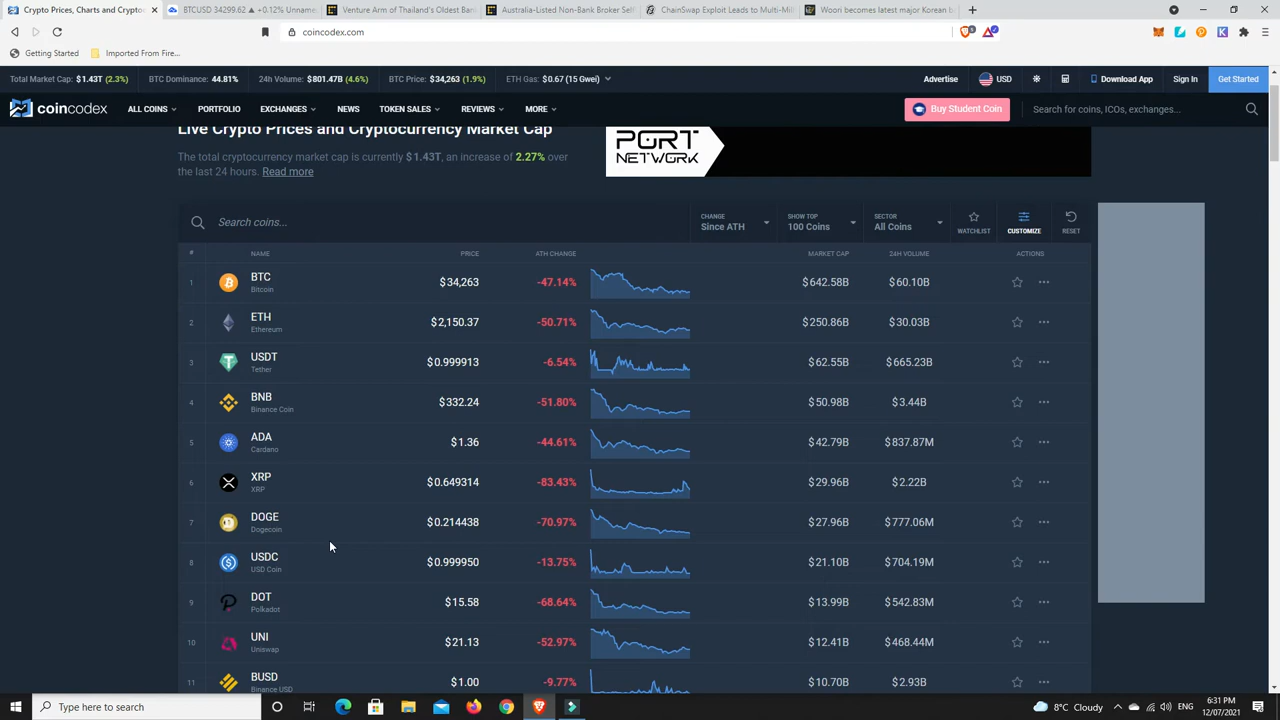 Crypto Prices, Charts and Cryptoc
BTCUSD 34299.62 ▲ +0.12% Unname
Venture Arm of Thailand's Oldest Ban
Australia-Listed Non-Bank Broker Self
ChainSwap Exploit Leads to Multi-Mil
Woori becomes latest major Korean b
coincodex.com
Getting Started
Imported From Fire...
Total Market Cap: $1.43T (2.3%)
BTC Dominance: 44.81%
24h Volume: $801.47B (4.6%)
BTC Price: $34,263 (1.9%)
ETH Gas: $0.67 (15 Gwei)
Advertise
USD
Download App
Sign In
Get Started
coincodex
ALL COINS
PORTFOLIO
EXCHANGES
NEWS
TOKEN SALES
REVIEWS
MORE
Buy Student Coin
Search for coins, ICOs, exchanges...
Live Crypto Prices and Cryptocurrency Market Cap
The total cryptocurrency market cap is currently $1.43T, an increase of 2.27% over
the last 24 hours. Read more
PORT
NETWORK
Search coins...
CHANGE
Since ATH
SHOW TOP
100 Coins
SECTOR
All Coins
WATCHLIST
CUSTOMIZE
RESET
# NAME PRICE ATH CHANGE MARKET CAP 24H VOLUME ACTIONS
1 BTC $34,263 -47.14% $642.58B $60.10B
Bitcoin
2 ETH $2,150.37 -50.71% $250.86B $30.03B
Ethereum
3 USDT $0.999913 -6.54% $62.55B $665.23B
Tether
4 BNB $332.24 -51.80% $50.98B $3.44B
Binance Coin
5 ADA $1.36 -44.61% $42.79B $837.87M
Cardano
6 XRP $0.649314 -83.43% $29.96B $2.22B
XRP
7 DOGE $0.214438 -70.97% $27.96B $777.06M
Dogecoin
8 USDC $0.999950 -13.75% $21.10B $704.19M
USD Coin
9 DOT $15.58 -68.64% $13.99B $542.83M
Polkadot
10 UNI $21.13 -52.97% $12.41B $468.44M
Uniswap
11 BUSD $1.00 -9.77% $10.70B $2.93B
Binance USD
Type here to search
8°C Cloudy
6:31 PM
12/07/2021